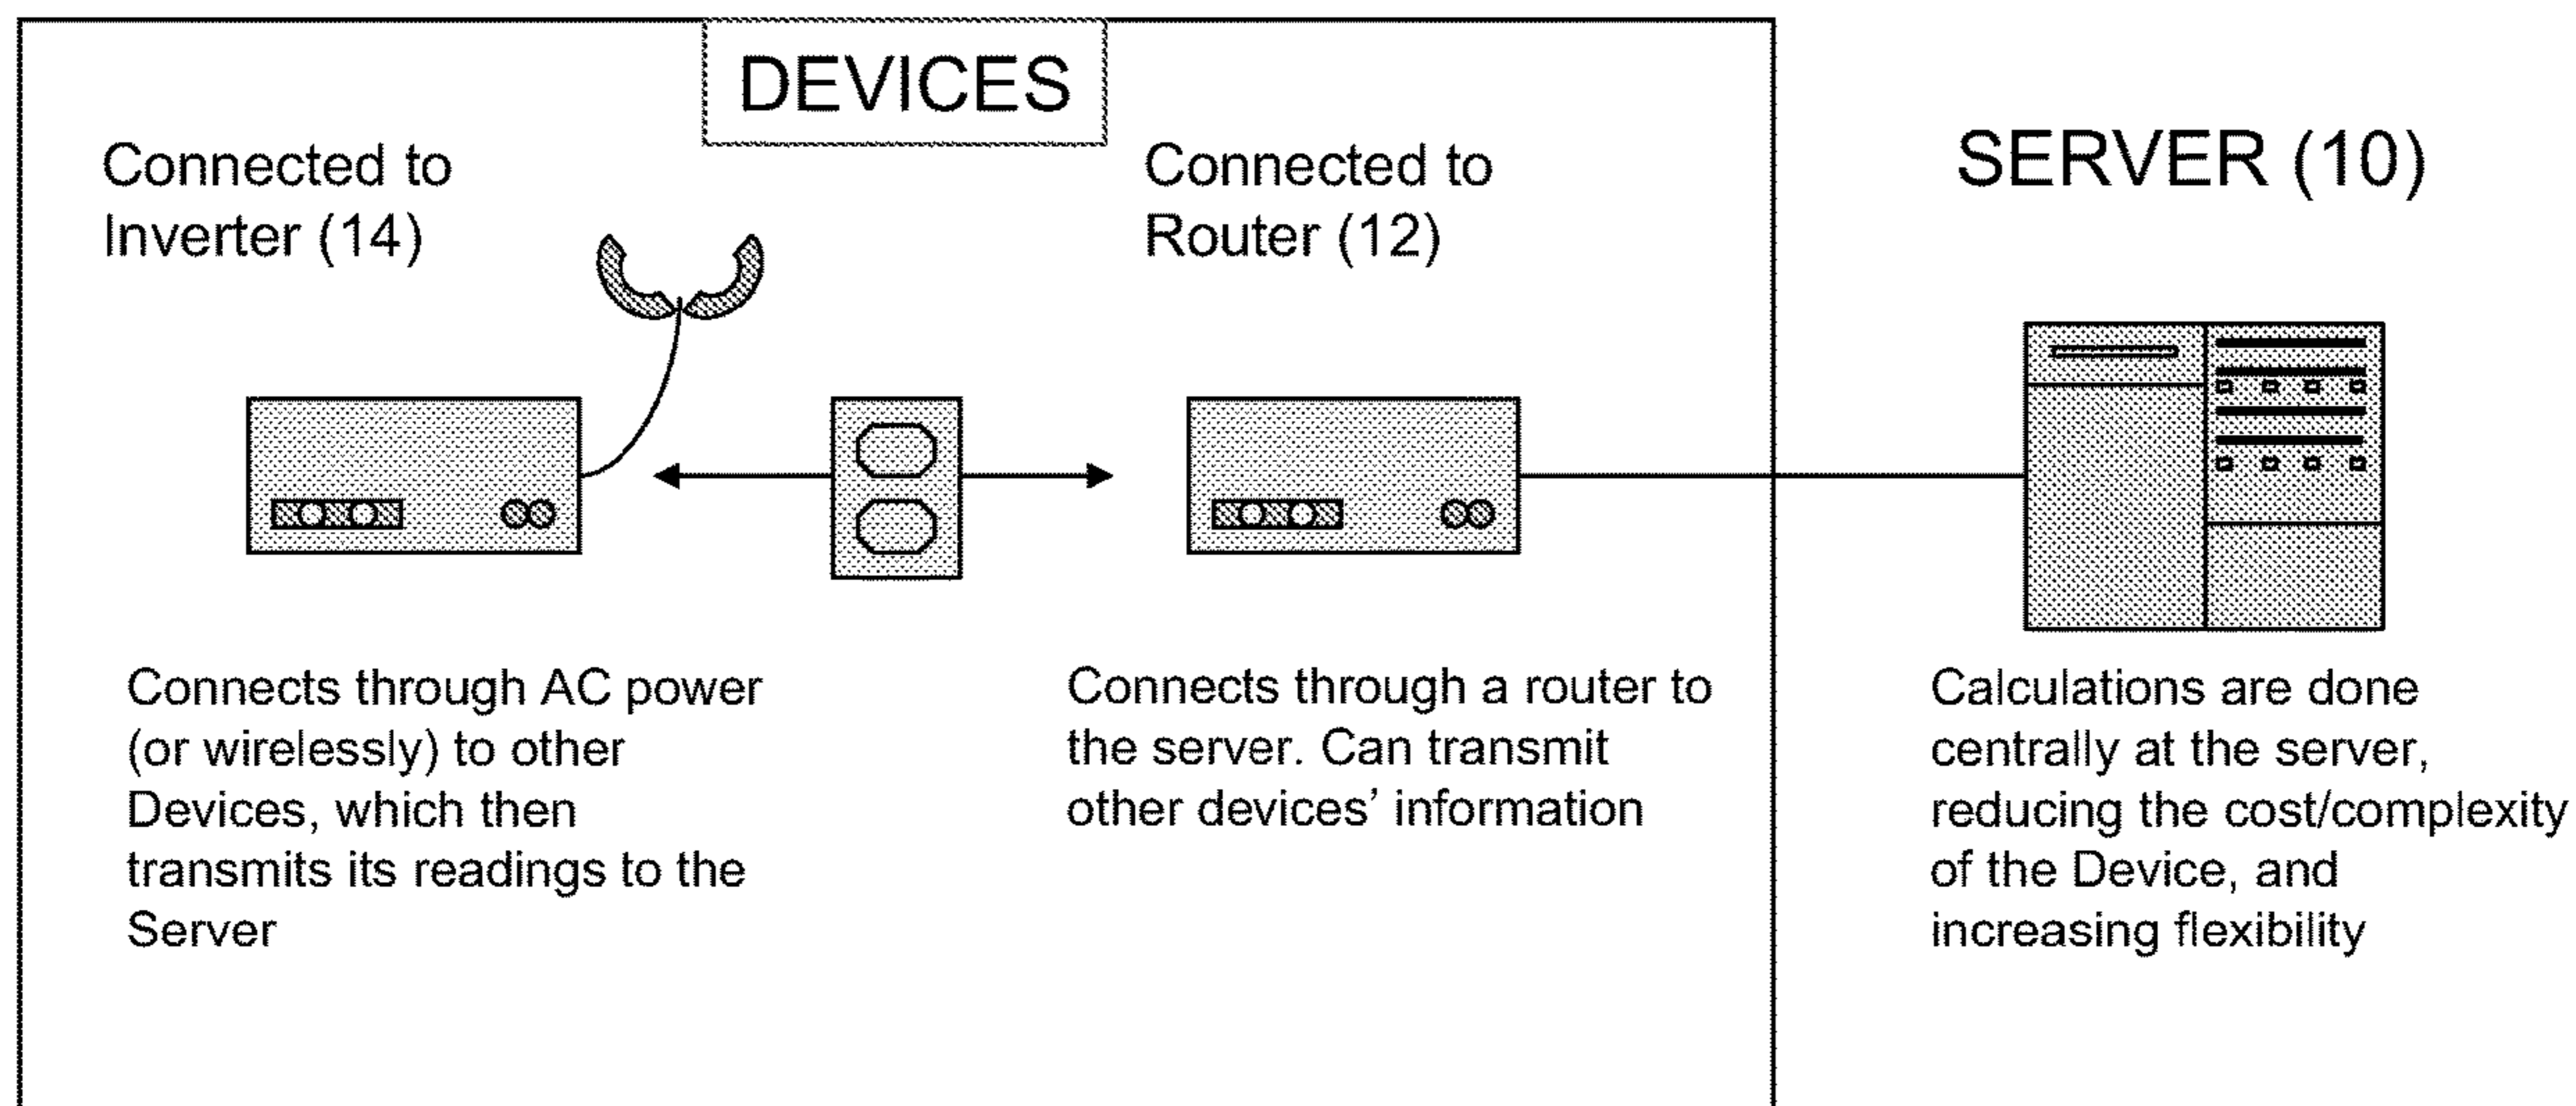 DEVICES
Connected to
Inverter (14)
Connected to
Router (12)
SERVER (10)
Connects through AC power
(or wirelessly) to other
Devices, which then
transmits its readings to the
Server
Connects through a router to
the server. Can transmit
other devices’ information
Calculations are done
centrally at the server,
reducing the cost/complexity
of the Device, and
increasing flexibility